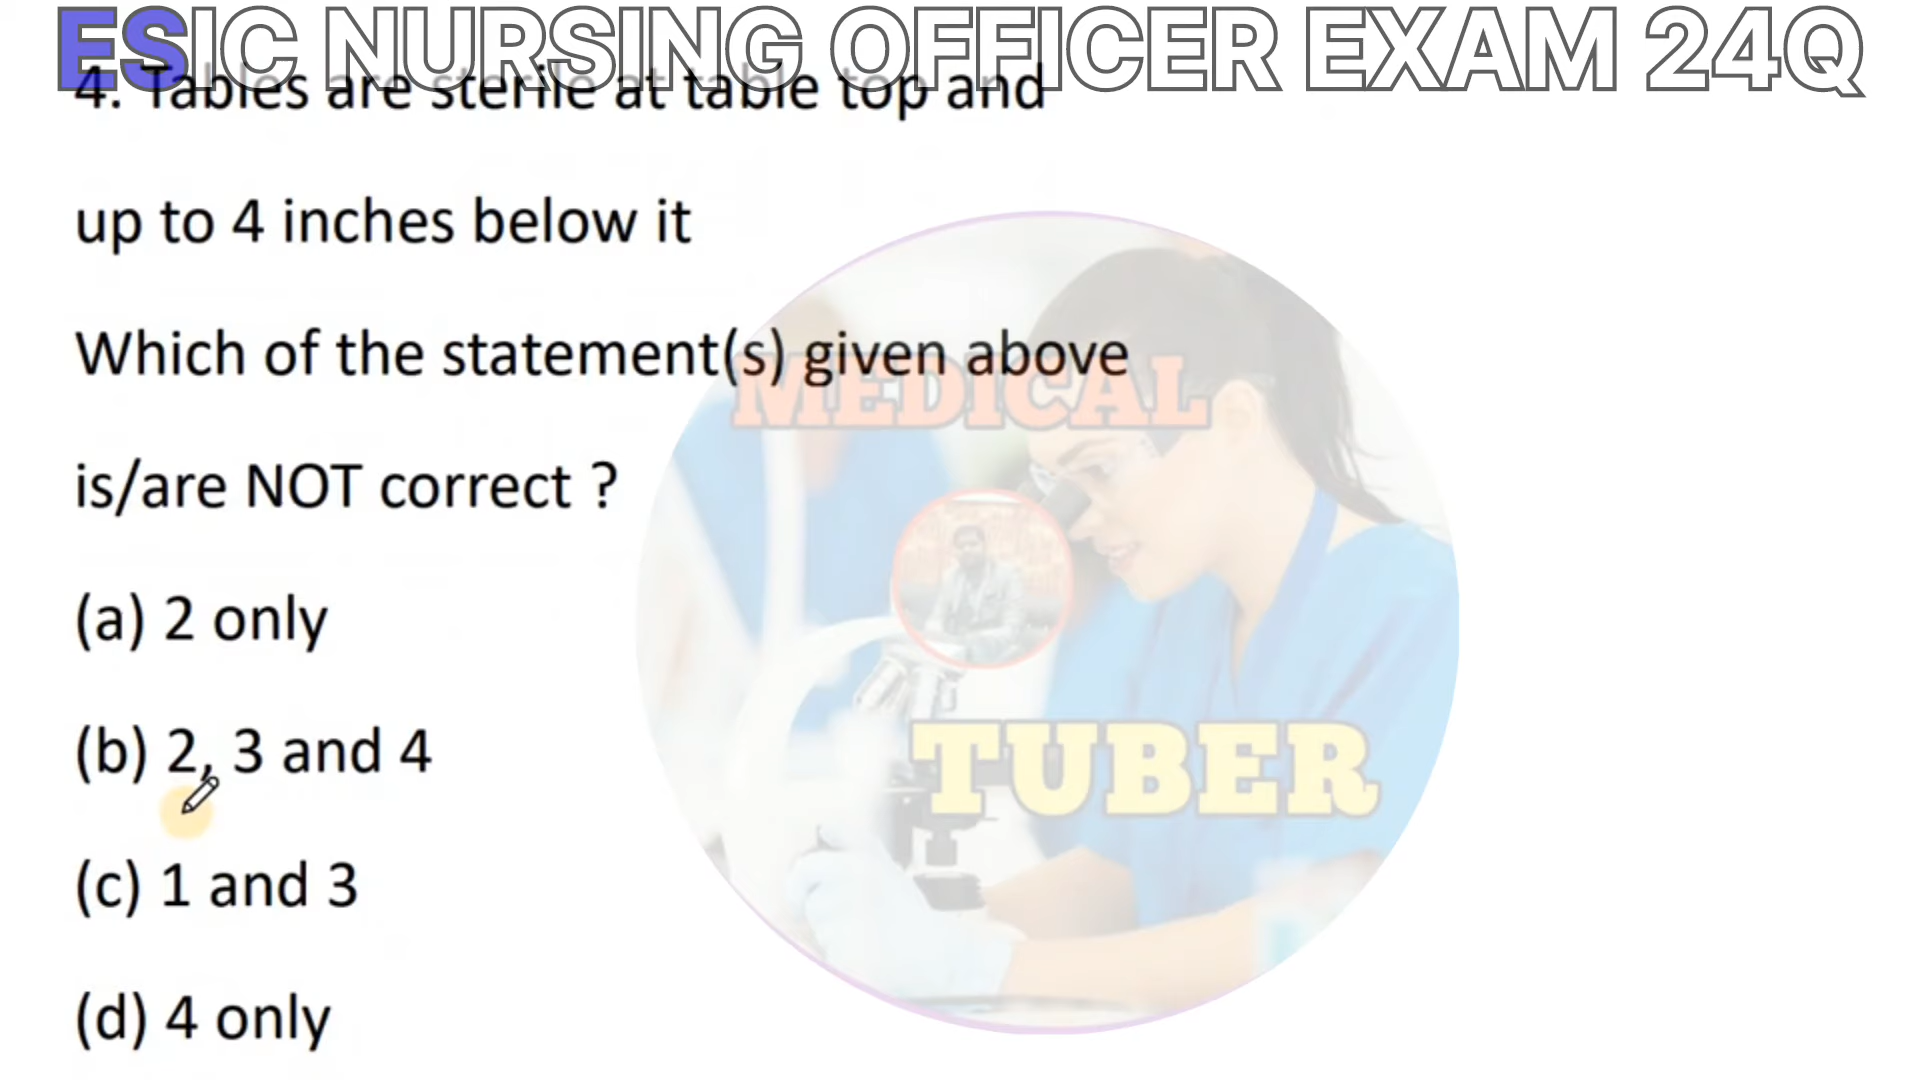 ESIC NURSING OFFICER EXAM 24Q
4. Tables are sterile at table top and
up to 4 inches below it
Which of the statement(s) given above
is/are NOT correct ?
(a) 2 only
(b) 2, 3 and 4
(c) 1 and 3
(d) 4 only
MEDICAL
TUBER